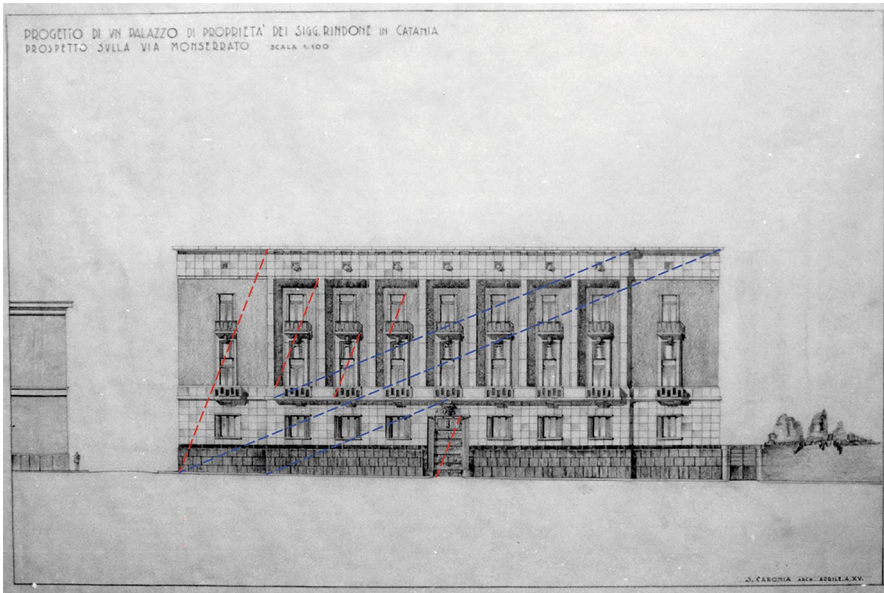 PROGETTO DI VN PALAZZO DI PROPRIETA' DEI SIGG. RINDONE IN CATANIA
PROSPETTO SVLLA VIA MONSERRATO SCALA 1:100
S. CARONIA ARCH. APRILE. A. XV.